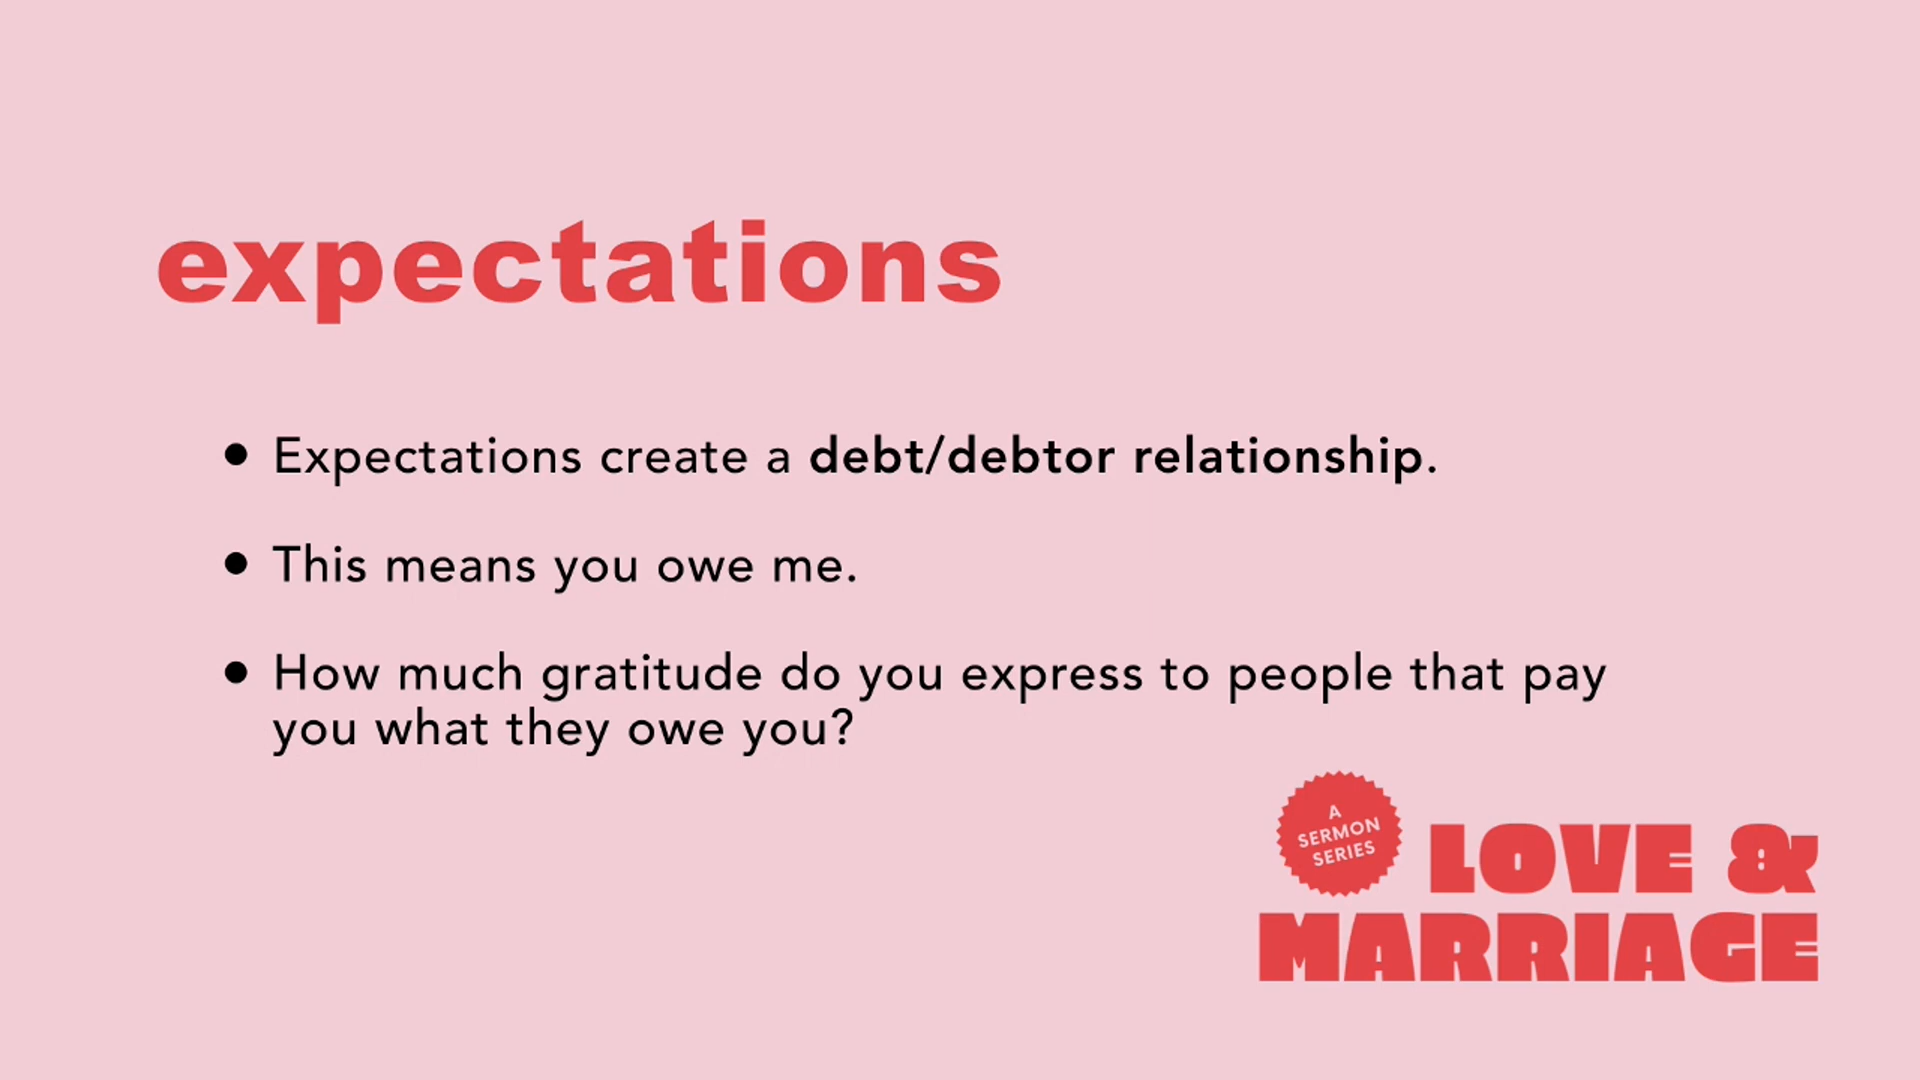 expectations
• Expectations create a debt/debtor relationship.
• This means you owe me.
• How much gratitude do you express to people that pay
you what they owe you?
A
SERMON
SERIES
LOVE &
MARRIAGE